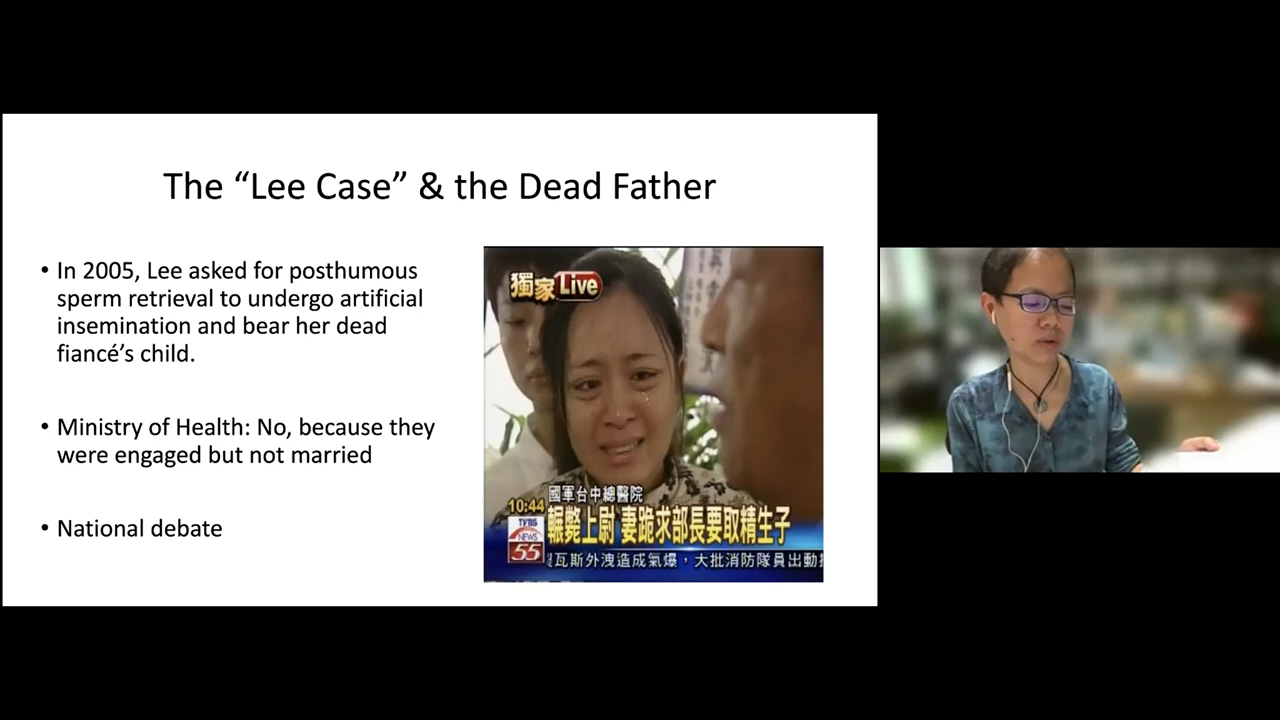 The “Lee Case” & the Dead Father
• In 2005, Lee asked for posthumous
sperm retrieval to undergo artificial
insemination and bear her dead
fiancé’s child.
• Ministry of Health: No, because they
were engaged but not married
• National debate
獨家Live
國軍台中總醫院
10:44
輾斃上尉 妻跪求部長要取精生子
TVBS
NEWS
55
瓦斯外洩造成氣爆，大批消防隊員出動